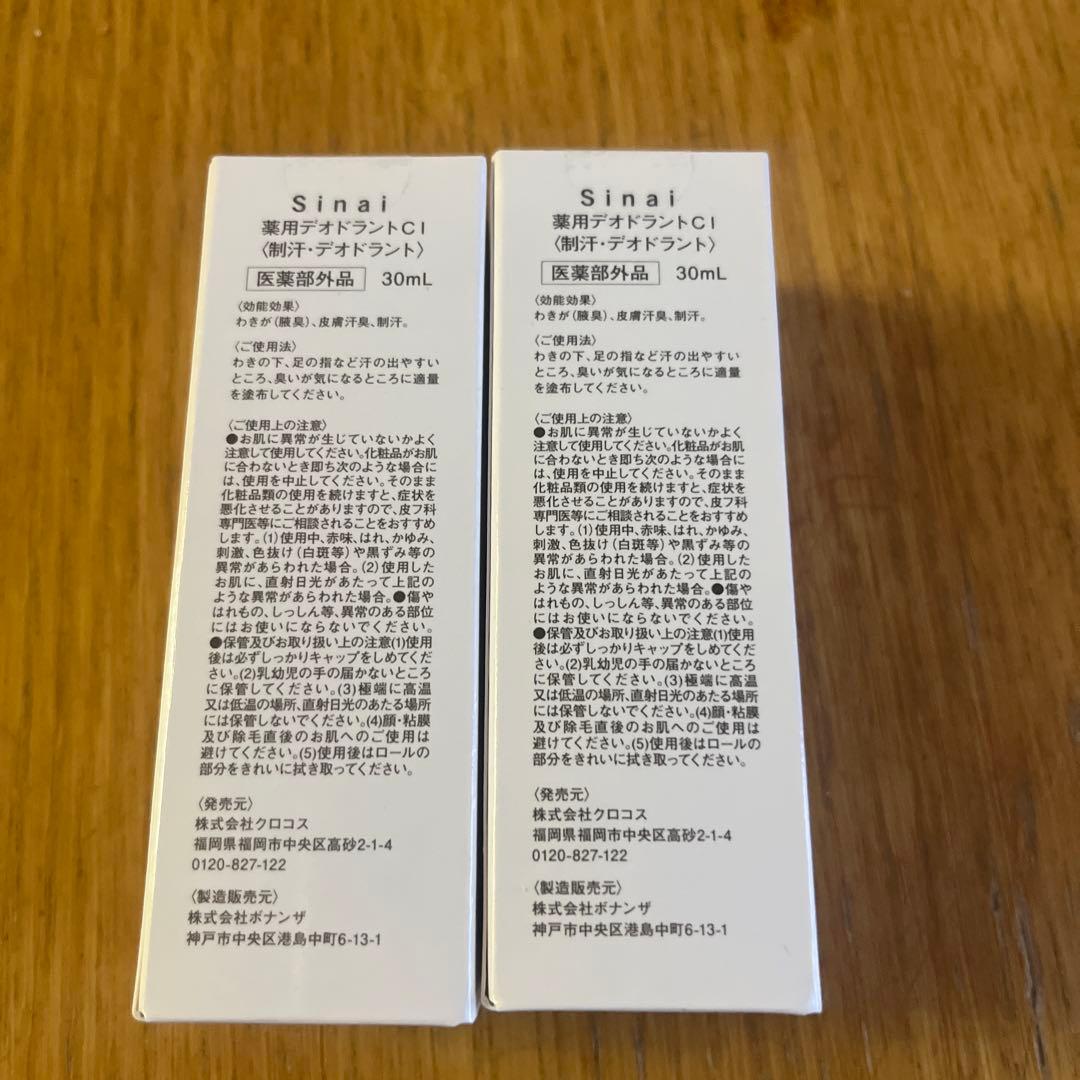 Sinai
薬用デオドラントCI
〈制汗・デオドラント〉
医薬部外品 30mL
〈効能効果〉
わきが(腋臭)、皮膚汗臭、制汗。
〈ご使用法〉
わきの下、足の指など汗の出やすい
ところ、臭いが気になるところに適量
を塗布してください。
〈ご使用上の注意〉
●お肌に異常が生じていないかよく
注意して使用してください。化粧品がお肌
に合わないとき即ち次のような場合に
は、使用を中止してください。そのまま
化粧品類の使用を続けますと、症状を
悪化させることがありますので、皮フ科
専門医等にご相談されることをおすすめ
します。(1)使用中、赤味、はれ、かゆみ、
刺激、色抜け(白斑等)や黒ずみ等の
異常があらわれた場合。(2)使用した
お肌に、直射日光があたって上記の
ような異常があらわれた場合。●傷や
はれもの、しっしん等、異常のある部位
にはお使いにならないでください。
●保管及びお取り扱い上の注意(1)使用
後は必ずしっかりキャップをしめてくだ
さい。(2)乳幼児の手の届かないところ
に保管してください。(3)極端に高温
又は低温の場所、直射日光のあたる場所
には保管しないでください。(4)顔・粘膜
及び除毛直後のお肌へのご使用は
避けてください。(5)使用後はロールの
部分をきれいに拭き取ってください。
〈発売元〉
株式会社クロコス
福岡県福岡市中央区高砂2-1-4
0120-827-122
〈製造販売元〉
株式会社ボナンザ
神戸市中央区港島中町6-13-1
Sinai
薬用デオドラントCI
〈制汗・デオドラント〉
医薬部外品 30mL
〈効能効果〉
わきが(腋臭)、皮膚汗臭、制汗。
〈ご使用法〉
わきの下、足の指など汗の出やすい
ところ、臭いが気になるところに適量
を塗布してください。
〈ご使用上の注意〉
●お肌に異常が生じていないかよく
注意して使用してください。化粧品がお肌
に合わないとき即ち次のような場合に
は、使用を中止してください。そのまま
化粧品類の使用を続けますと、症状を
悪化させることがありますので、皮フ科
専門医等にご相談されることをおすすめ
します。(1)使用中、赤味、はれ、かゆみ、
刺激、色抜け(白斑等)や黒ずみ等の
異常があらわれた場合。(2)使用した
お肌に、直射日光があたって上記の
ような異常があらわれた場合。●傷や
はれもの、しっしん等、異常のある部位
にはお使いにならないでください。
●保管及びお取り扱い上の注意(1)使用
後は必ずしっかりキャップをしめてくだ
さい。(2)乳幼児の手の届かないところ
に保管してください。(3)極端に高温
又は低温の場所、直射日光のあたる場所
には保管しないでください。(4)顔・粘膜
及び除毛直後のお肌へのご使用は
避けてください。(5)使用後はロールの
部分をきれいに拭き取ってください。
〈発売元〉
株式会社クロコス
福岡県福岡市中央区高砂2-1-4
0120-827-122
〈製造販売元〉
株式会社ボナンザ
神戸市中央区港島中町6-13-1